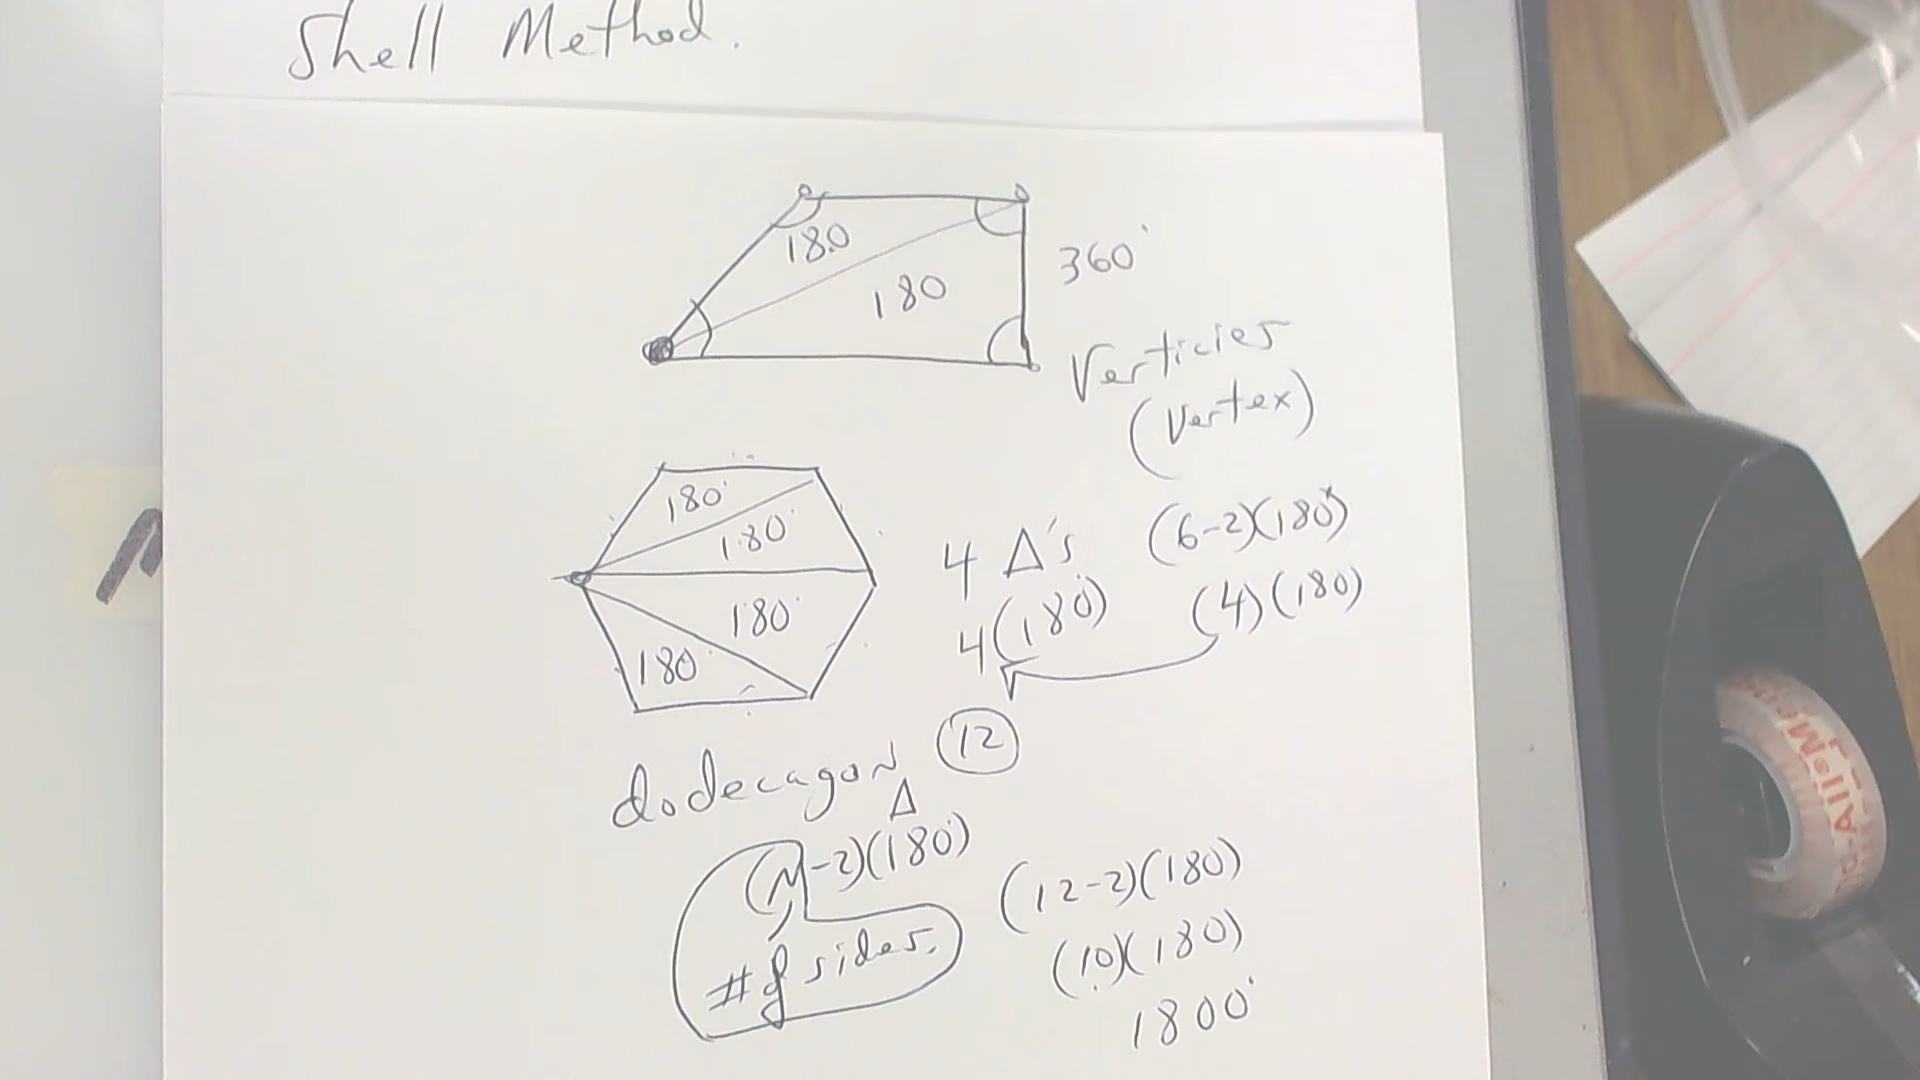 Shell Method.
180
180
360°
Verticies
(Vertex)
180°
180°
180°
180
4 Δ's
4(180°)
(6-2)(180°)
(4)(180)
dodecagon
12
Δ
(N-2)(180°)
# of sides.
(12-2)(180)
(10)(180)
1800°